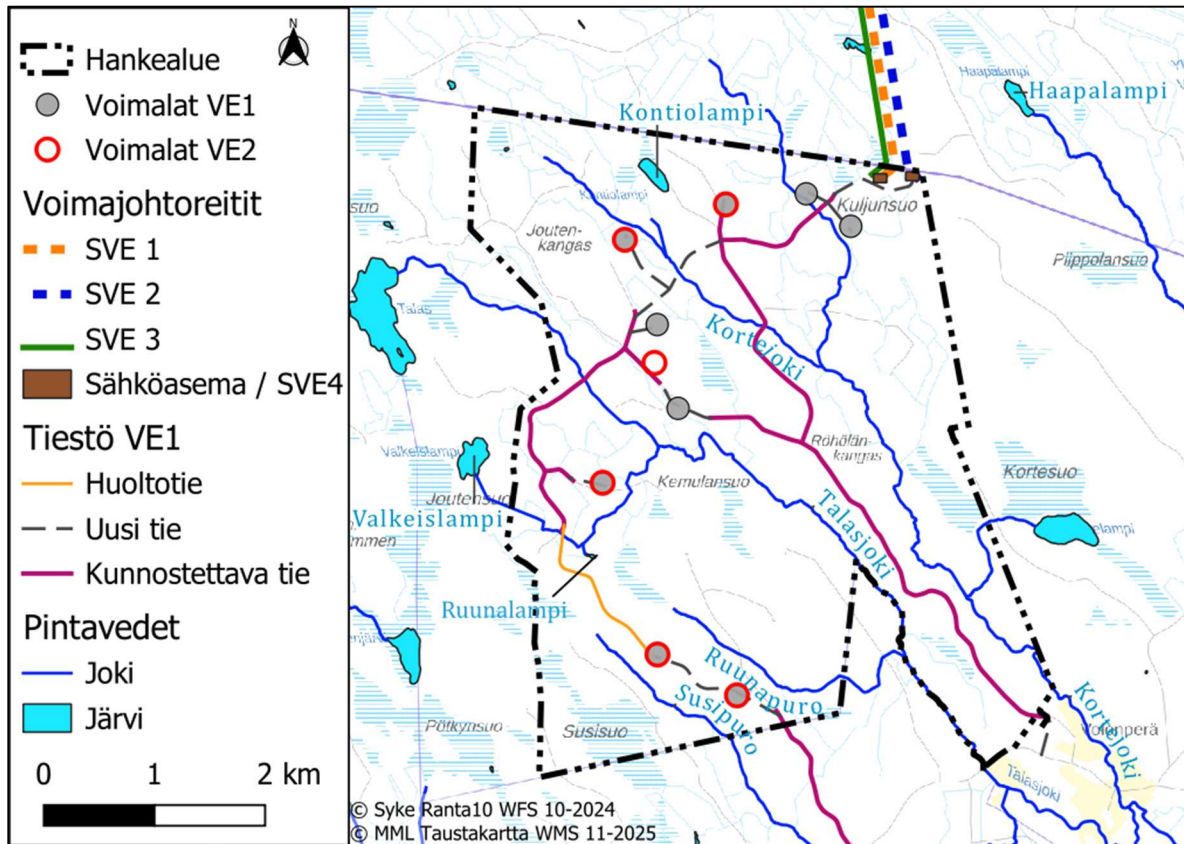 N
Hankealue
Voimalat VE1
Voimalat VE2
Voimajohtoreitit
SVE 1
SVE 2
SVE 3
Sähköasema / SVE4
Tiestö VE1
Huoltotie
Uusi tie
Kunnostettava tie
Pintavedet
Joki
Järvi
0 1 2 km
Haapalampi
Haapalampi
Kontiolampi
Kontiolampi
Kuljunsuo
suo
Jouten-
kangas
Piippolansuo
Talas
Kortejoki
Röhölän-
kangas
Kortesuo
Valkeislampi
Joutensuo
Kemulansuo
Valkeislampi
mmen
Talasjoki
Ruunalampi
Ruunapuro
Susipuro
Pötkynsuo
Susisuo
Kortejoki
Talasjoki
© Syke Ranta10 WFS 10-2024
© MML Taustakartta WMS 11-2025